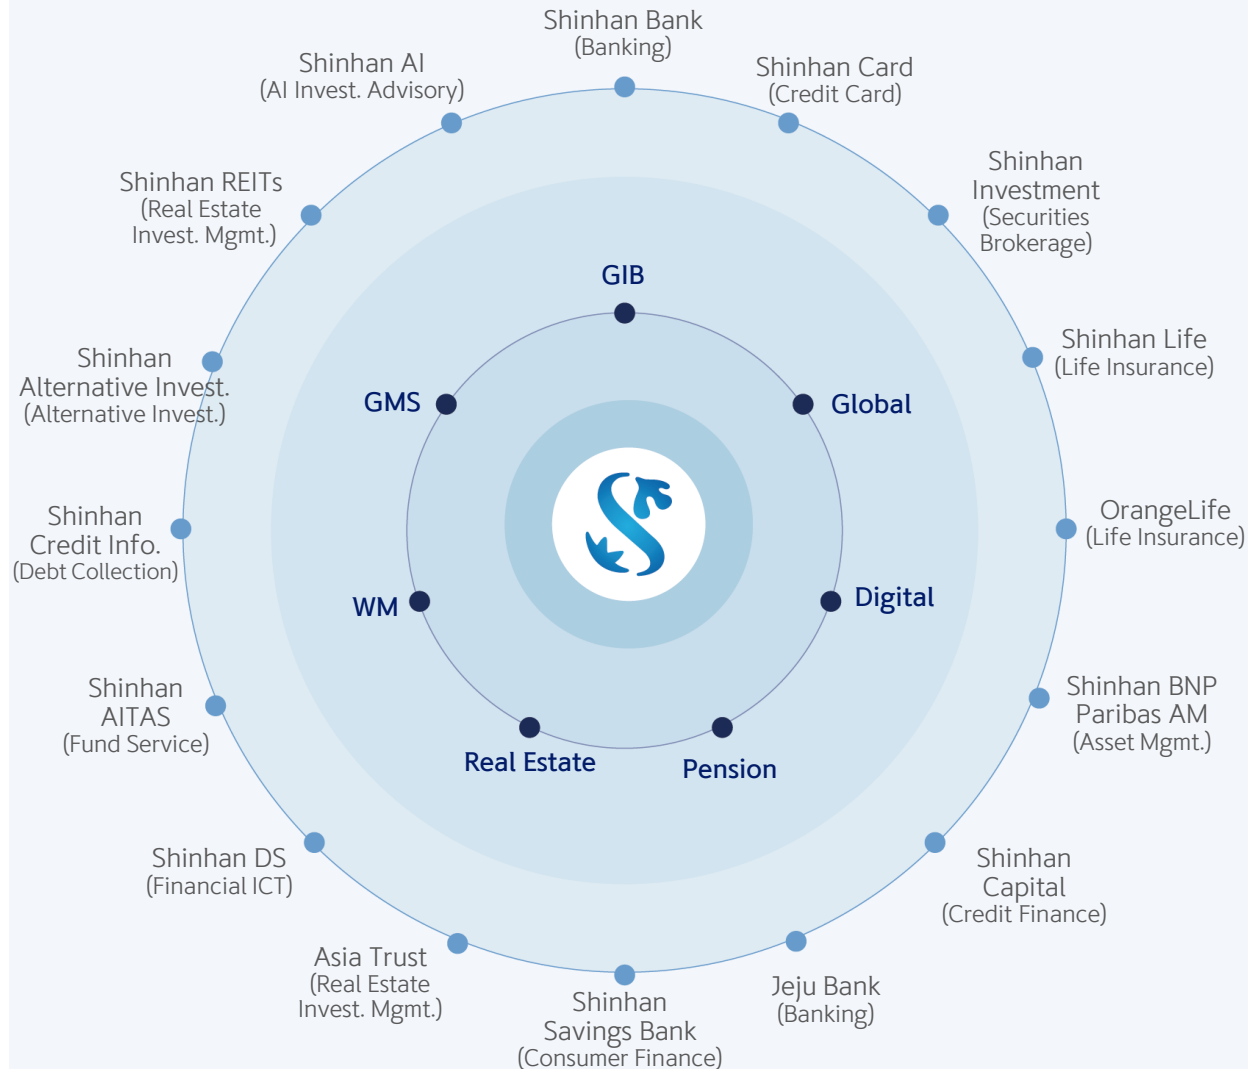 Shinhan Bank
(Banking)
Shinhan Card
(Credit Card)
Shinhan
Investment
(Securities
Brokerage)
Shinhan Life
(Life Insurance)
OrangeLife
(Life Insurance)
Shinhan BNP
Paribas AM
(Asset Mgmt.)
Shinhan
Capital
(Credit Finance)
Jeju Bank
(Banking)
Shinhan
Savings Bank
(Consumer Finance)
Asia Trust
(Real Estate
Invest. Mgmt.)
Shinhan DS
(Financial ICT)
Shinhan
AITAS
(Fund Service)
Shinhan
Credit Info.
(Debt Collection)
Shinhan
Alternative Invest.
(Alternative Invest.)
Shinhan REITs
(Real Estate
Invest. Mgmt.)
Shinhan AI
(AI Invest. Advisory)
GIB
Global
Digital
Pension
Real Estate
WM
GMS